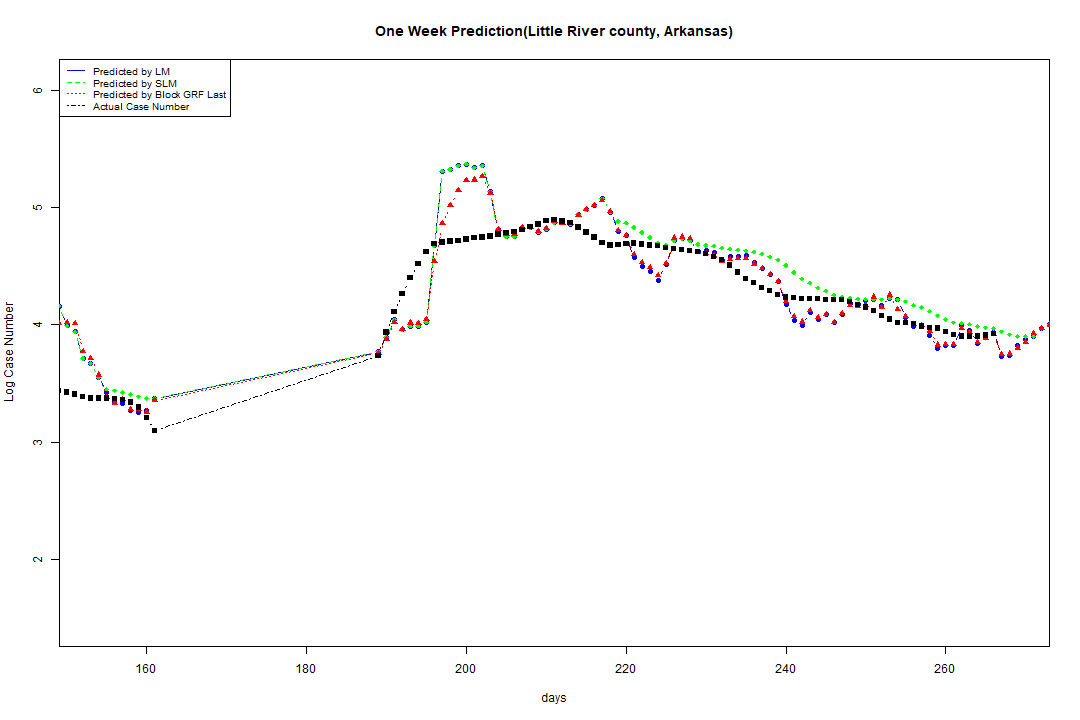 One Week Prediction(Little River county, Arkansas)
Predicted by LM
Predicted by SLM
Predicted by Block GRF Last
Actual Case Number
6
5
4
3
2
Log Case Number
160 180 200 220 240 260
days